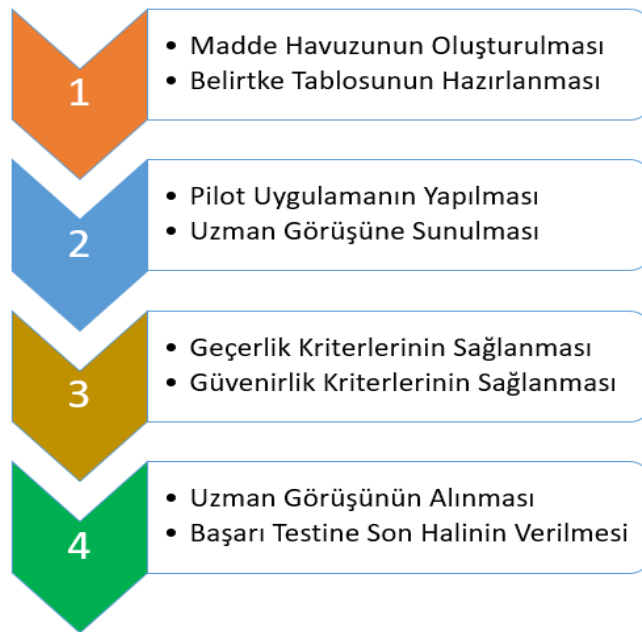 1
• Madde Havuzunun Oluşturulması
• Belirtke Tablosunun Hazırlanması
2
• Pilot Uygulamanın Yapılması
• Uzman Görüşüne Sunulması
3
• Geçerlik Kriterlerinin Sağlanması
• Güvenirlik Kriterlerinin Sağlanması
4
• Uzman Görüşünün Alınması
• Başarı Testine Son Halinin Verilmesi